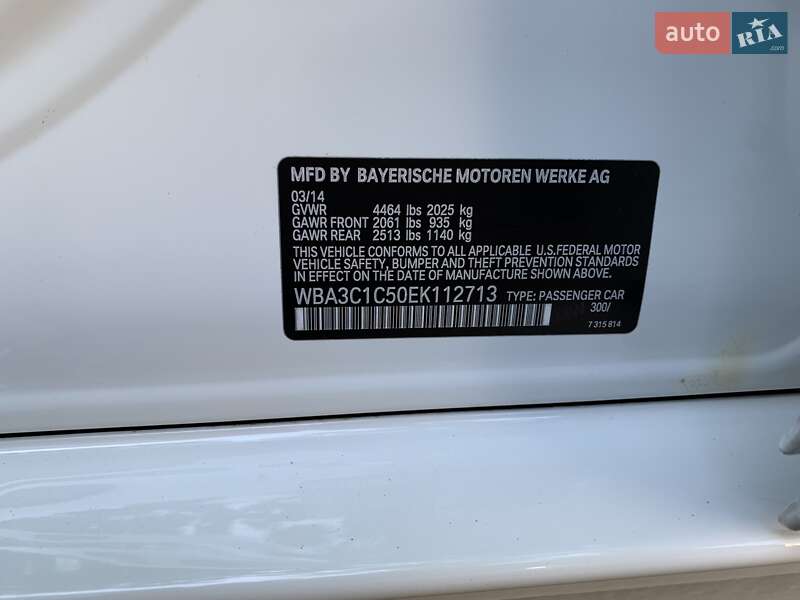 auto RIA
.com
MFD BY BAYERISCHE MOTOREN WERKE AG
03/14
GVWR 4464 lbs 2025 kg
GAWR FRONT 2061 lbs 935 kg
GAWR REAR 2513 lbs 1140 kg
THIS VEHICLE CONFORMS TO ALL APPLICABLE U.S.FEDERAL MOTOR
VEHICLE SAFETY, BUMPER AND THEFT PREVENTION STANDARDS
IN EFFECT ON THE DATE OF MANUFACTURE SHOWN ABOVE.
WBA3C1C50EK112713 TYPE: PASSENGER CAR
300/
7 315 814